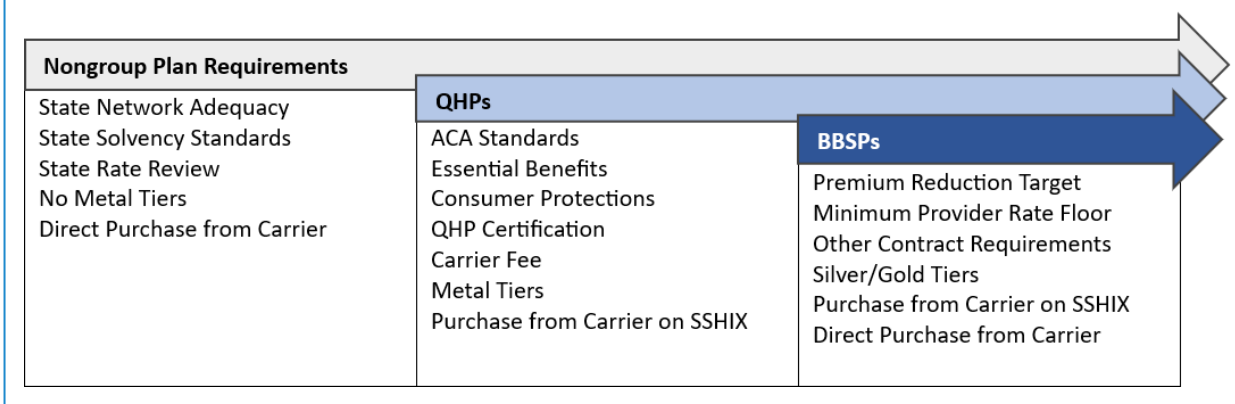 Nongroup Plan Requirements
State Network Adequacy
State Solvency Standards
State Rate Review
No Metal Tiers
Direct Purchase from Carrier
QHPs
ACA Standards
Essential Benefits
Consumer Protections
QHP Certification
Carrier Fee
Metal Tiers
Purchase from Carrier on SSHIX
BBSPs
Premium Reduction Target
Minimum Provider Rate Floor
Other Contract Requirements
Silver/Gold Tiers
Purchase from Carrier on SSHIX
Direct Purchase from Carrier